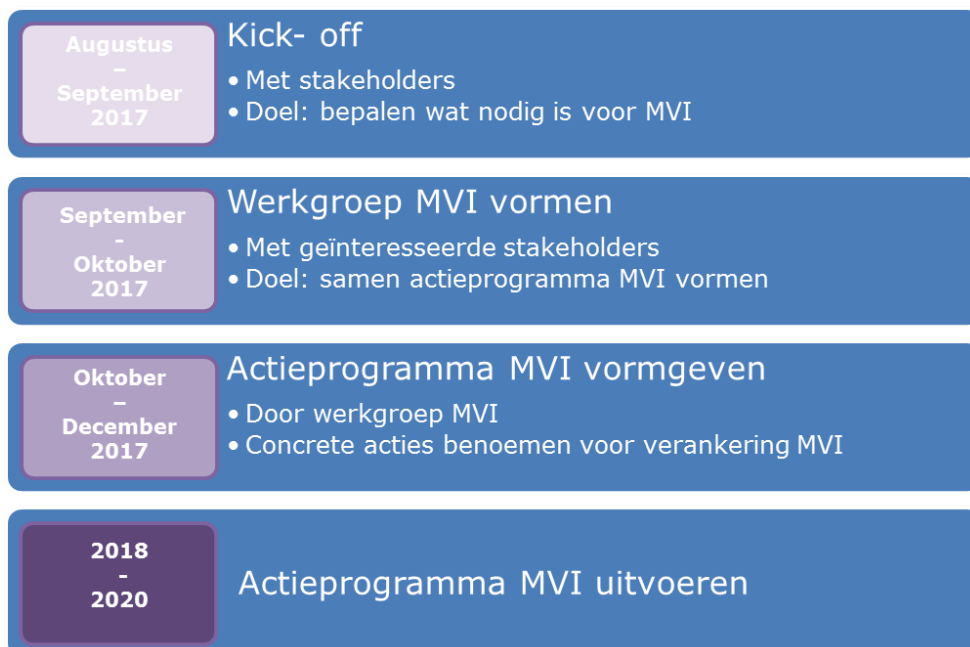 Augustus
–
September
2017
Kick- off
• Met stakeholders
• Doel: bepalen wat nodig is voor MVI
September
-
Oktober
2017
Werkgroep MVI vormen
• Met geïnteresseerde stakeholders
• Doel: samen actieprogramma MVI vormen
Oktober
–
December
2017
Actieprogramma MVI vormgeven
• Door werkgroep MVI
• Concrete acties benoemen voor verankering MVI
2018
-
2020
Actieprogramma MVI uitvoeren